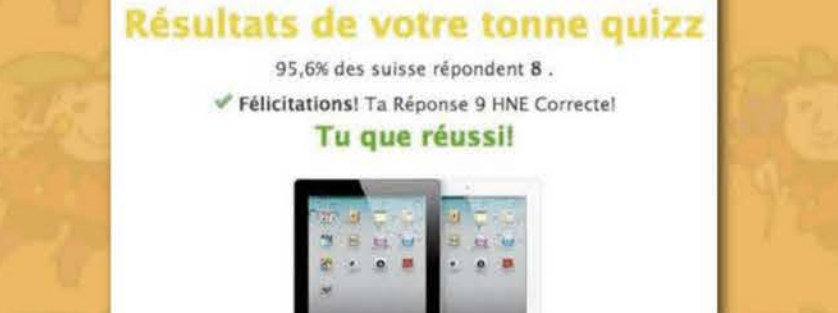 Résultats de votre tonne quizz
95,6% des suisse répondent 8 .
✓ Félicitations! Ta Réponse 9 HNE Correcte!
Tu que réussi!